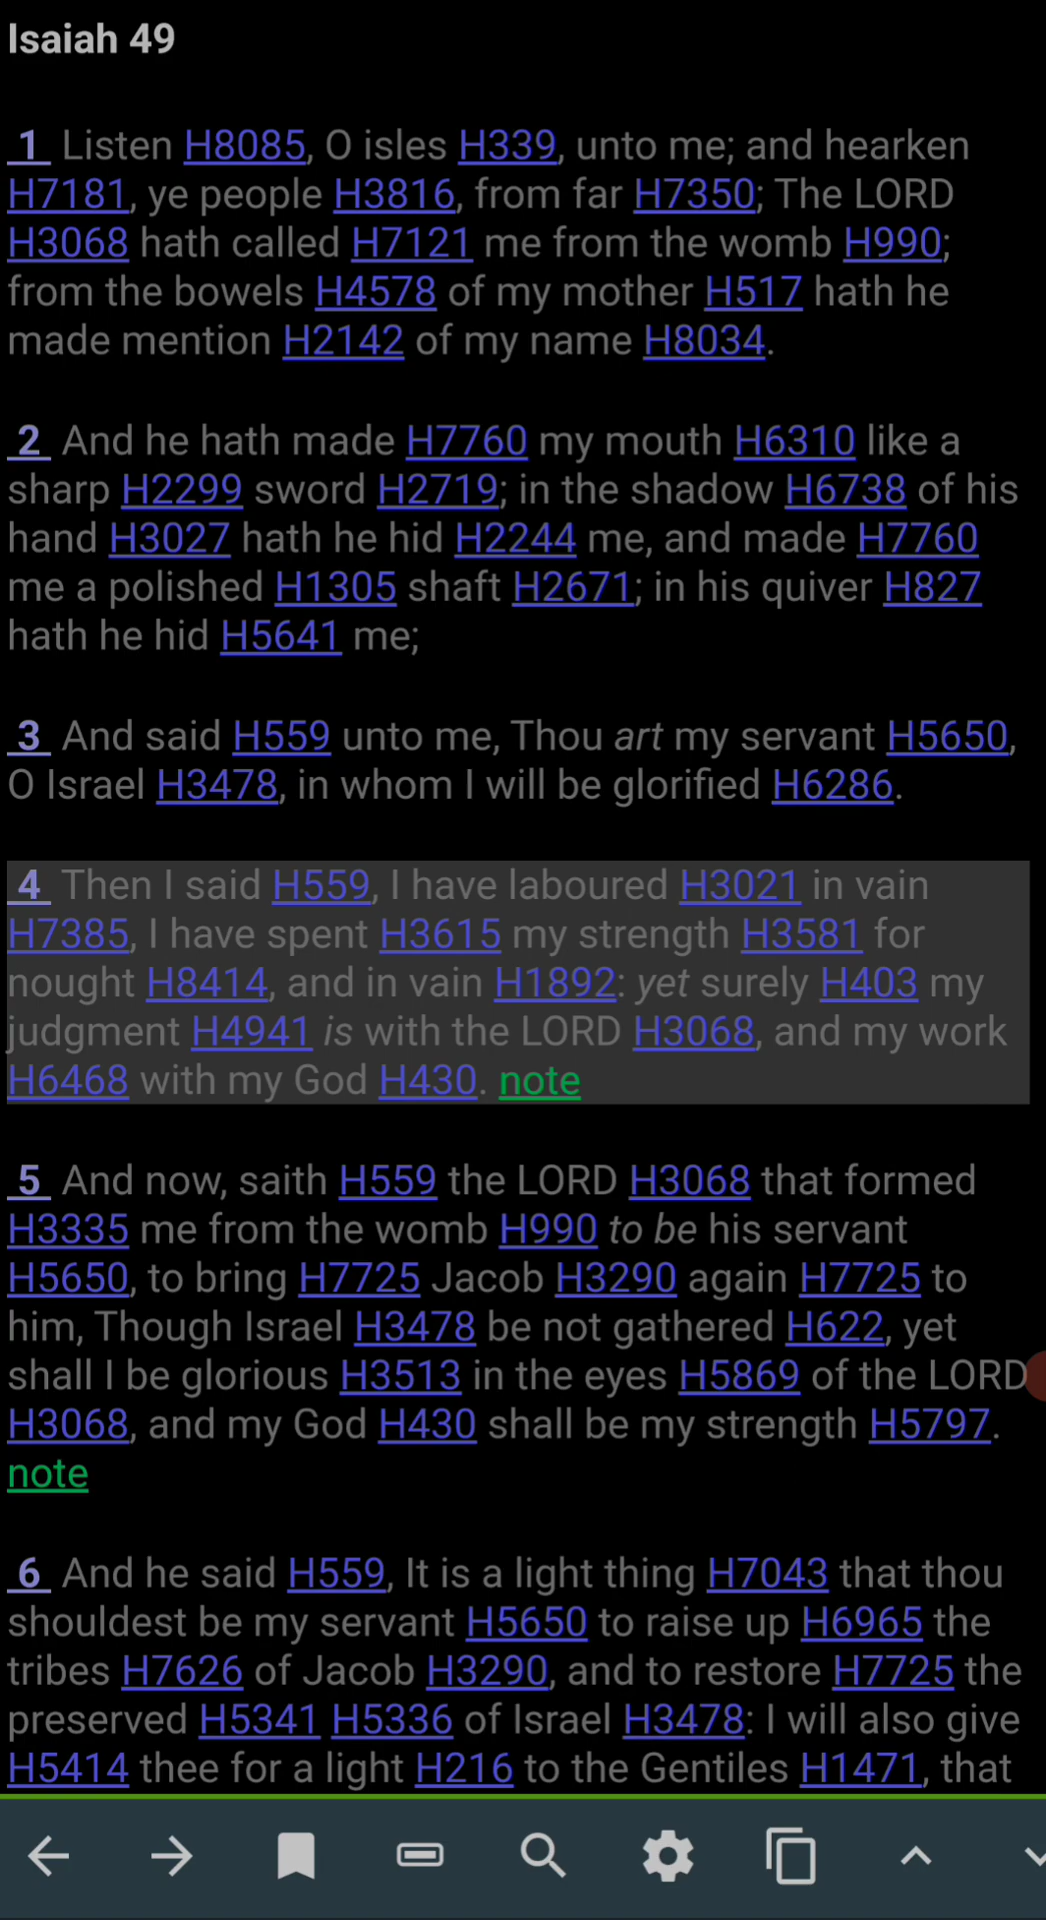 Isaiah 49
1 Listen H8085, O isles H339, unto me; and hearken
H7181, ye people H3816, from far H7350; The LORD
H3068 hath called H7121 me from the womb H990;
from the bowels H4578 of my mother H517 hath he
made mention H2142 of my name H8034.
2 And he hath made H7760 my mouth H6310 like a
sharp H2299 sword H2719; in the shadow H6738 of his
hand H3027 hath he hid H2244 me, and made H7760
me a polished H1305 shaft H2671; in his quiver H827
hath he hid H5641 me;
3 And said H559 unto me, Thou art my servant H5650,
O Israel H3478, in whom I will be glorified H6286.
4 Then I said H559, I have laboured H3021 in vain
H7385, I have spent H3615 my strength H3581 for
nought H8414, and in vain H1892: yet surely H403 my
judgment H4941 is with the LORD H3068, and my work
H6468 with my God H430. note
5 And now, saith H559 the LORD H3068 that formed
H3335 me from the womb H990 to be his servant
H5650, to bring H7725 Jacob H3290 again H7725 to
him, Though Israel H3478 be not gathered H622, yet
shall I be glorious H3513 in the eyes H5869 of the LORD
H3068, and my God H430 shall be my strength H5797.
note
6 And he said H559, It is a light thing H7043 that thou
shouldest be my servant H5650 to raise up H6965 the
tribes H7626 of Jacob H3290, and to restore H7725 the
preserved H5341 H5336 of Israel H3478: I will also give
H5414 thee for a light H216 to the Gentiles H1471, that